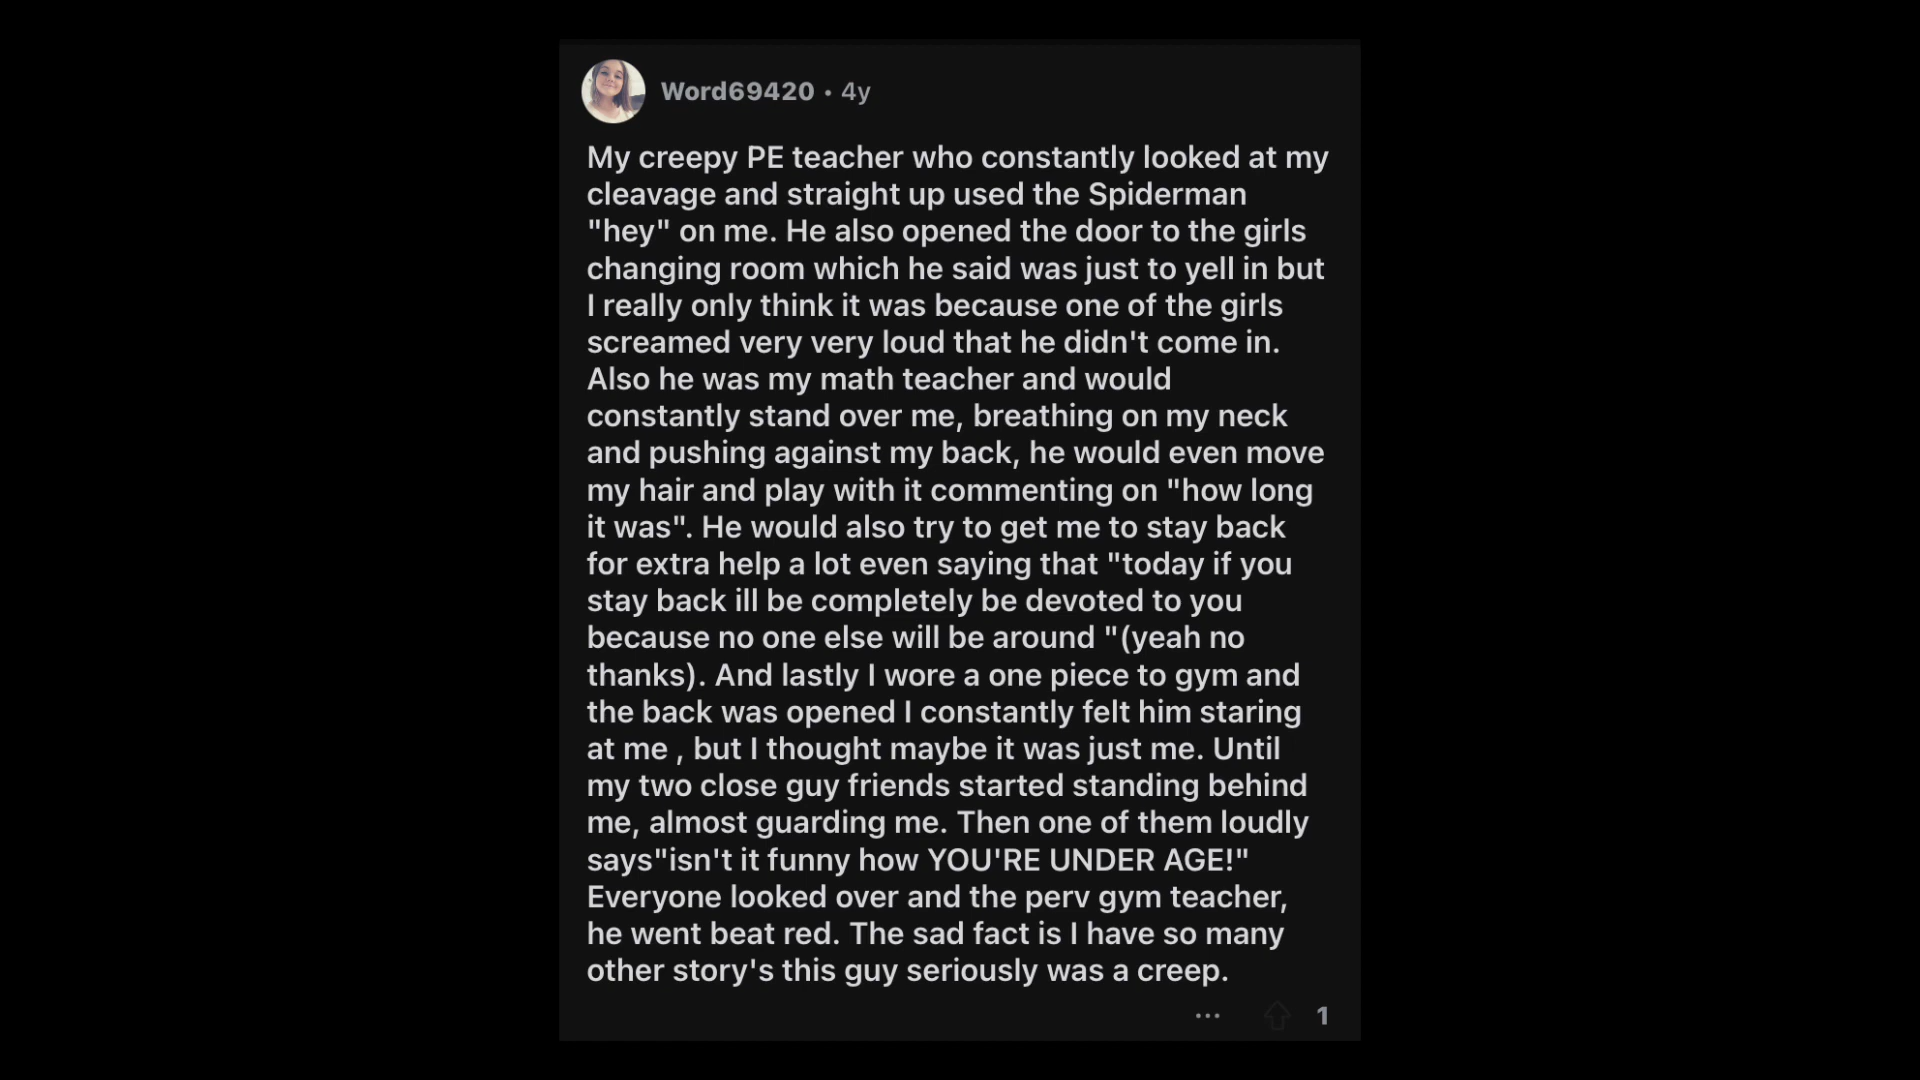 Word69420 • 4y
My creepy PE teacher who constantly looked at my
cleavage and straight up used the Spiderman
"hey" on me. He also opened the door to the girls
changing room which he said was just to yell in but
I really only think it was because one of the girls
screamed very very loud that he didn't come in.
Also he was my math teacher and would
constantly stand over me, breathing on my neck
and pushing against my back, he would even move
my hair and play with it commenting on "how long
it was". He would also try to get me to stay back
for extra help a lot even saying that "today if you
stay back ill be completely be devoted to you
because no one else will be around "(yeah no
thanks). And lastly I wore a one piece to gym and
the back was opened I constantly felt him staring
at me , but I thought maybe it was just me. Until
my two close guy friends started standing behind
me, almost guarding me. Then one of them loudly
says"isn't it funny how YOU'RE UNDER AGE!"
Everyone looked over and the perv gym teacher,
he went beat red. The sad fact is I have so many
other story's this guy seriously was a creep.
... 1